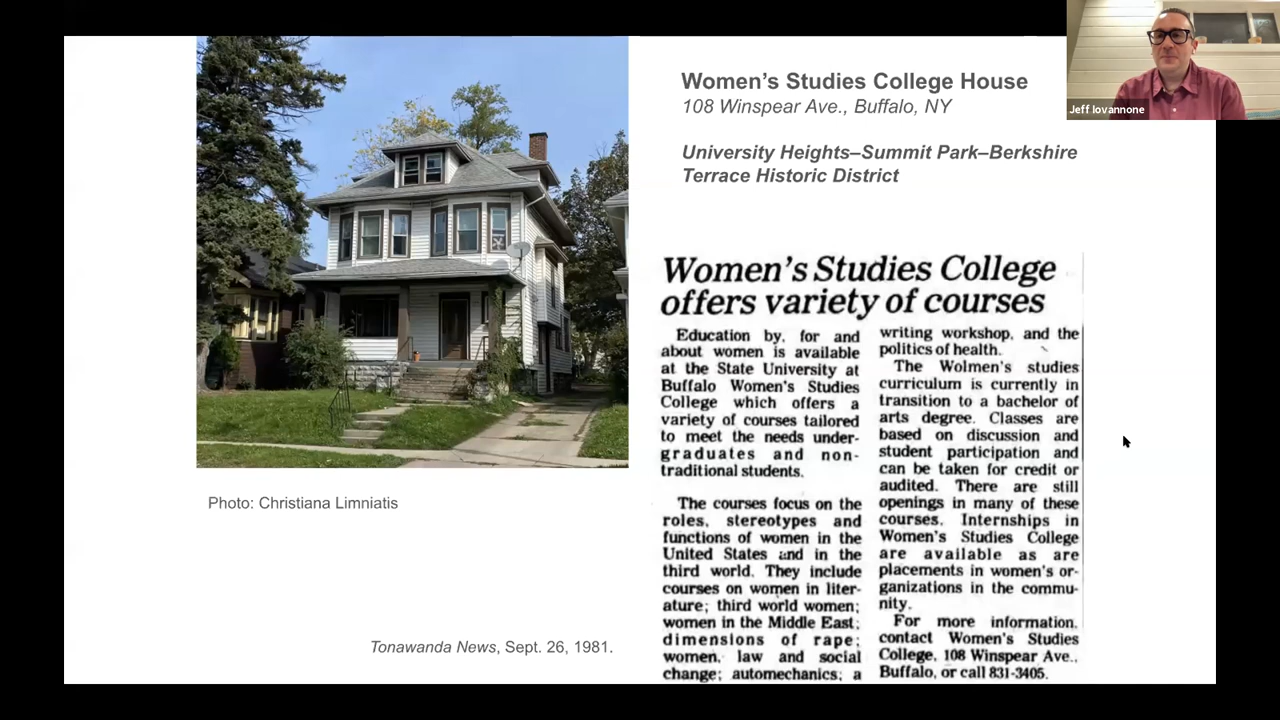 Women's Studies College House
108 Winspear Ave., Buffalo, NY
University Heights–Summit Park–Berkshire
Terrace Historic District
Jeff Iovannone
Women's Studies College
offers variety of courses
Education by, for and
about women is available
at the State University at
Buffalo Women's Studies
College which offers a
variety of courses tailored
to meet the needs under-
graduates and non-
traditional students.
The courses focus on the
roles, stereotypes and
functions of women in the
United States and in the
third world. They include
courses on women in liter-
ature; third world women;
women in the Middle East;
dimensions of rape;
women, law and social
change; automechanics; a
writing workshop, and the
politics of health.
The Wolmen's studies
curriculum is currently in
transition to a bachelor of
arts degree. Classes are
based on discussion and
student participation and
can be taken for credit or
audited. There are still
openings in many of these
courses. Internships in
Women's Studies College
are available as are
placements in women's or-
ganizations in the commu-
nity.
For more information,
contact Women's Studies
College, 108 Winspear Ave.,
Buffalo, or call 831-3405.
Photo: Christiana Limniatis
Tonawanda News, Sept. 26, 1981.